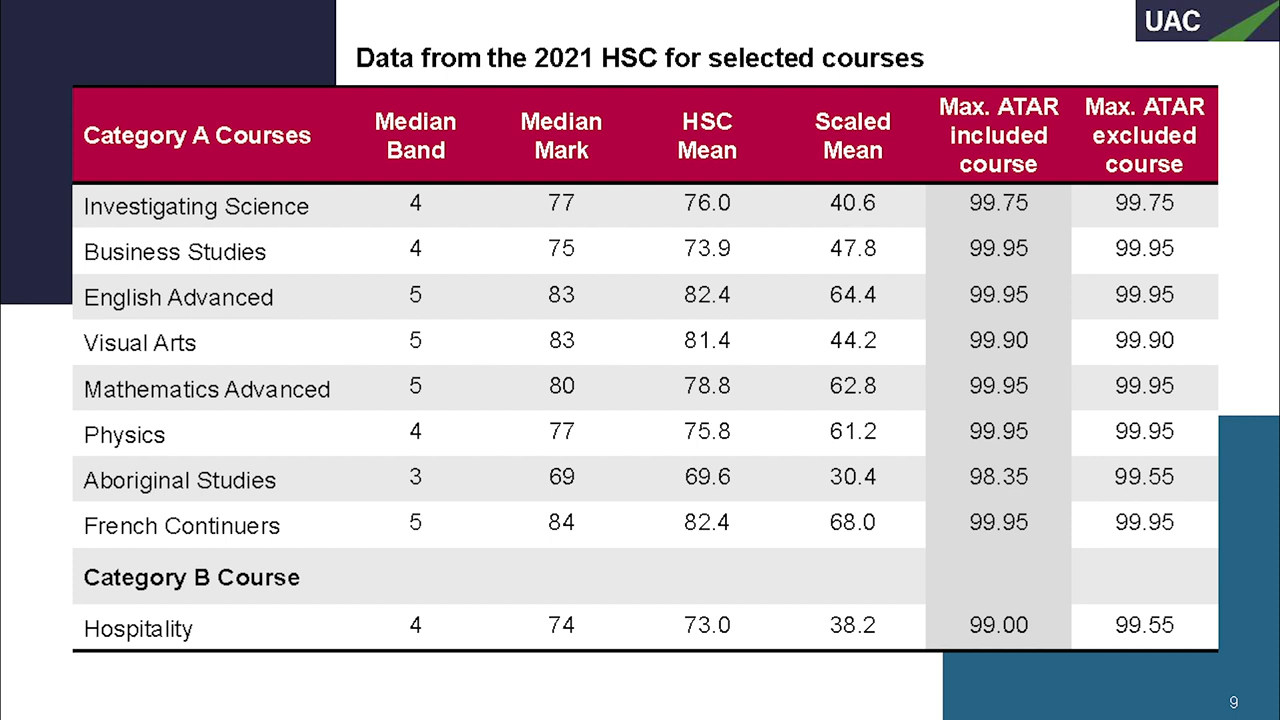 UAC
Data from the 2021 HSC for selected courses
Category A Courses Median Band Median Mark HSC Mean Scaled Mean Max. ATAR included course Max. ATAR excluded course
Investigating Science 4 77 76.0 40.6 99.75 99.75
Business Studies 4 75 73.9 47.8 99.95 99.95
English Advanced 5 83 82.4 64.4 99.95 99.95
Visual Arts 5 83 81.4 44.2 99.90 99.90
Mathematics Advanced 5 80 78.8 62.8 99.95 99.95
Physics 4 77 75.8 61.2 99.95 99.95
Aboriginal Studies 3 69 69.6 30.4 98.35 99.55
French Continuers 5 84 82.4 68.0 99.95 99.95
Category B Course
Hospitality 4 74 73.0 38.2 99.00 99.55
9